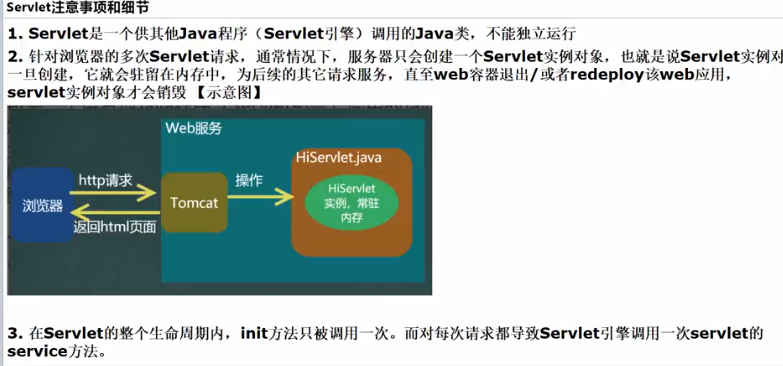 Servlet注意事项和细节
1. Servlet是一个供其他Java程序（Servlet引擎）调用的Java类，不能独立运行
2. 针对浏览器的多次Servlet请求，通常情况下，服务器只会创建一个Servlet实例对象，也就是说Servlet实例对
一旦创建，它就会驻留在内存中，为后续的其它请求服务，直至web容器退出/或者redeploy该web应用，
servlet实例对象才会销毁 【示意图】
Web服务
HiServlet.java
http请求
操作
浏览器
Tomcat
HiServlet
实例，常驻
内存
返回html页面
3. 在Servlet的整个生命周期内，init方法只被调用一次。而对每次请求都导致Servlet引擎调用一次servlet的
service方法。